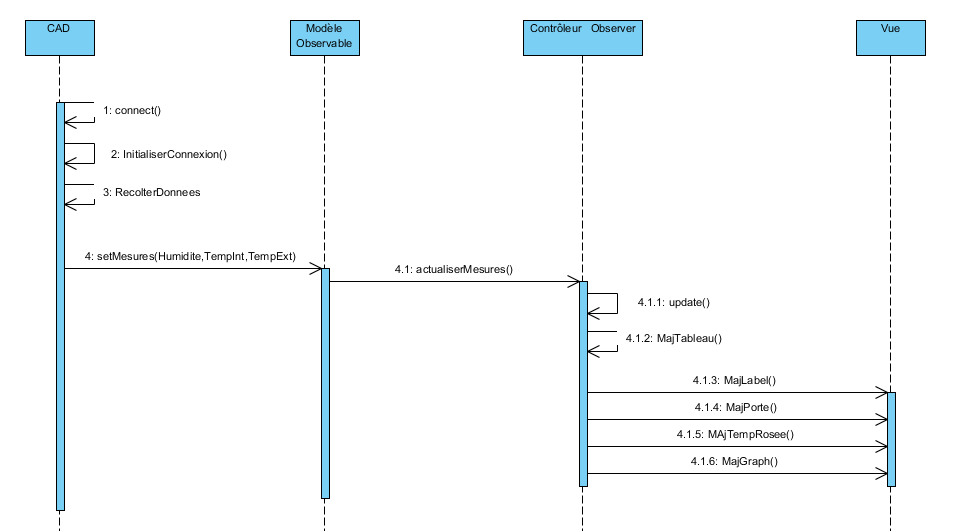 CAD
Modèle
Observable
Contrôleur Observer
Vue
1: connect()
2: InitialiserConnexion()
3: RecolterDonnees
4: setMesures(Humidite,TempInt,TempExt)
4.1: actualiserMesures()
4.1.1: update()
4.1.2: MajTableau()
4.1.3: MajLabel()
4.1.4: MajPorte()
4.1.5: MAjTempRosee()
4.1.6: MajGraph()